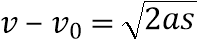 v − v₀ = √2as